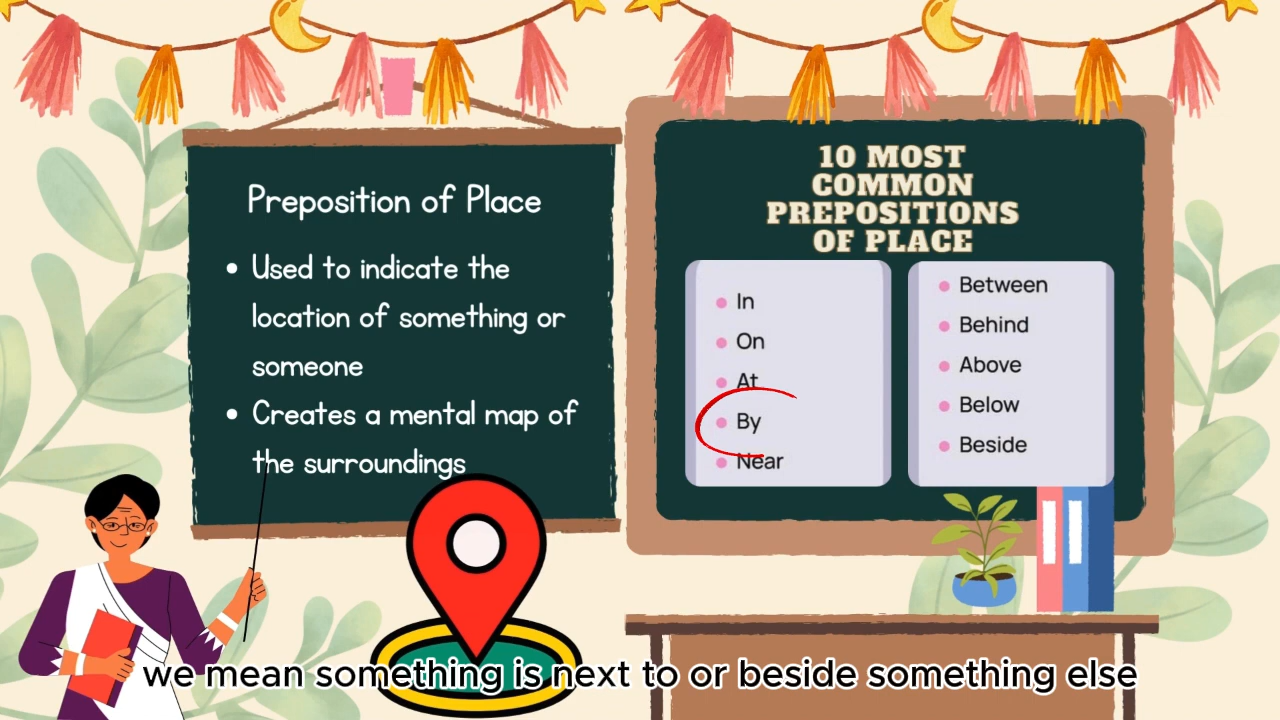 Preposition of Place
Used to indicate the
location of something or
someone
Creates a mental map of
the surroundings
10 MOST
COMMON
PREPOSITIONS
OF PLACE
In
On
At
By
Near
Between
Behind
Above
Below
Beside
we mean something is next to or beside something else